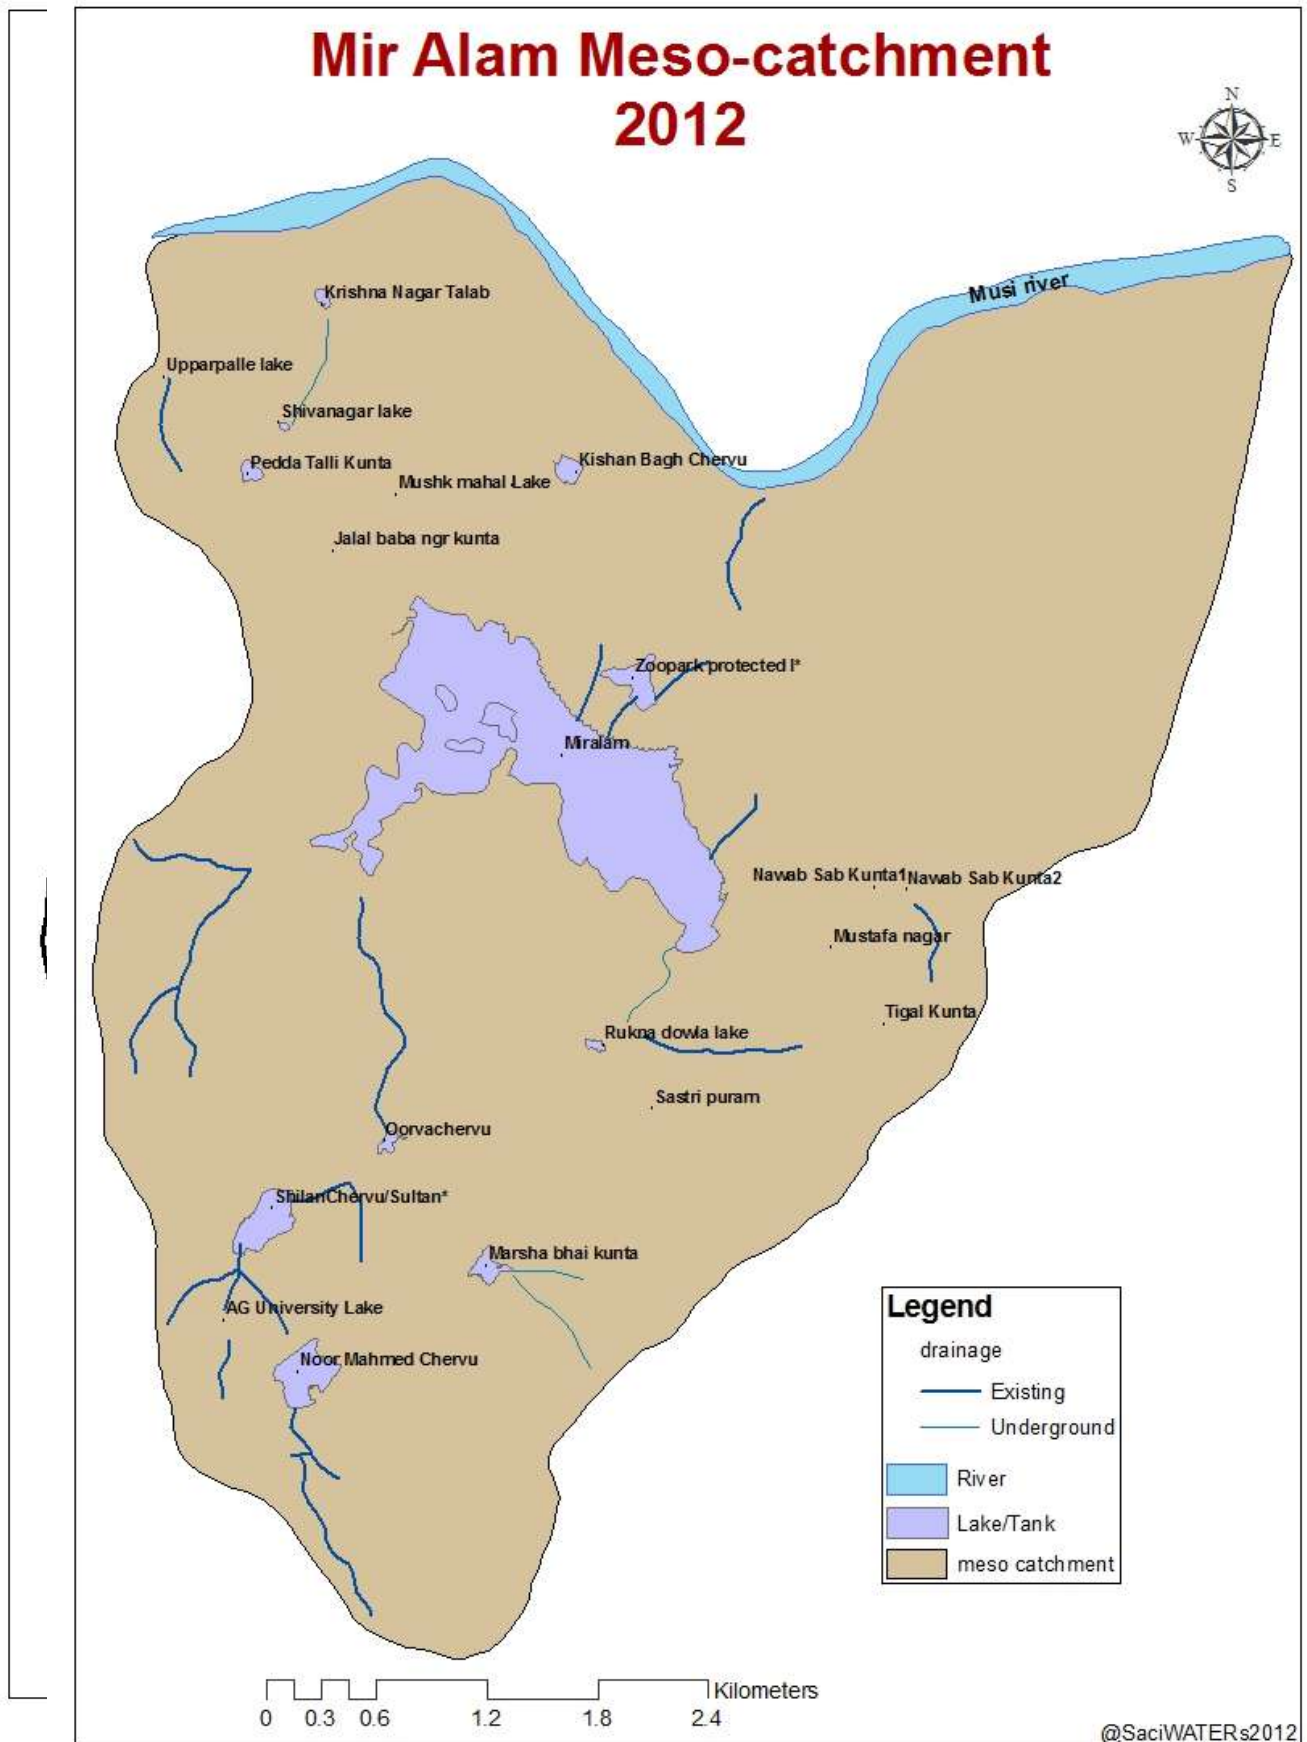 Mir Alam Meso-catchment
2012
N
W E
S
Musi river
Krishna Nagar Talab
Upparpalle lake
Shivanagar lake
Pedda Talli Kunta
Kishan Bagh Chervu
Mushk mahal Lake
Jalal baba ngr kunta
Zoopark protected l*
Miralam
Nawab Sab Kunta1
Nawab Sab Kunta2
Mustafa nagar
Tigal Kunta
Rukna dowla lake
Sastri puram
Oorvachervu
ShilanChervu/Sultan*
Marsha bhai kunta
AG University Lake
Noor Mahmed Chervu
Legend
drainage
Existing
Underground
River
Lake/Tank
meso catchment
Kilometers
0 0.3 0.6 1.2 1.8 2.4
@SaciWATERs2012